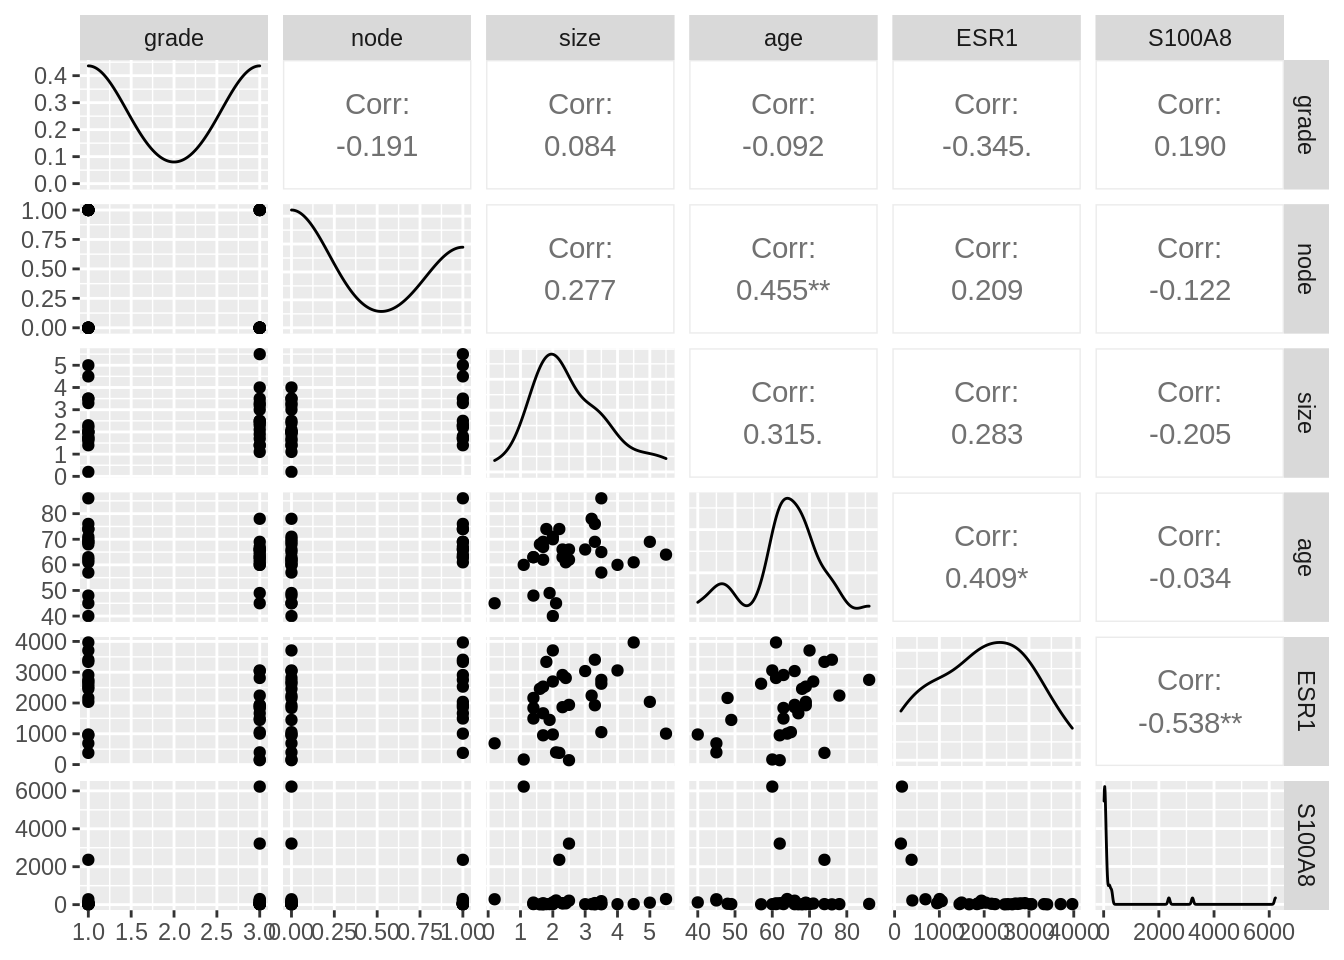 grade node size age ESR1 S100A8
0.4
0.3
0.2
0.1
0.0
Corr: Corr: Corr: Corr: Corr:
-0.191 0.084 -0.092 -0.345. 0.190
grade
1.00
0.75
0.50
0.25
0.00
Corr: Corr: Corr: Corr:
0.277 0.455** 0.209 -0.122
node
5
4
3
2
1
0
Corr: Corr: Corr:
0.315. 0.283 -0.205
size
80
70
60
50
40
Corr: Corr:
0.409* -0.034
age
4000
3000
2000
1000
0
Corr:
-0.538**
ESR1
6000
4000
2000
0
S100A8
1.0 1.5 2.0 2.5 3.0 0.00 0.25 0.50 0.75 1.00 0 1 2 3 4 5 40 50 60 70 80 0 1000 2000 3000 4000 0 2000 4000 6000